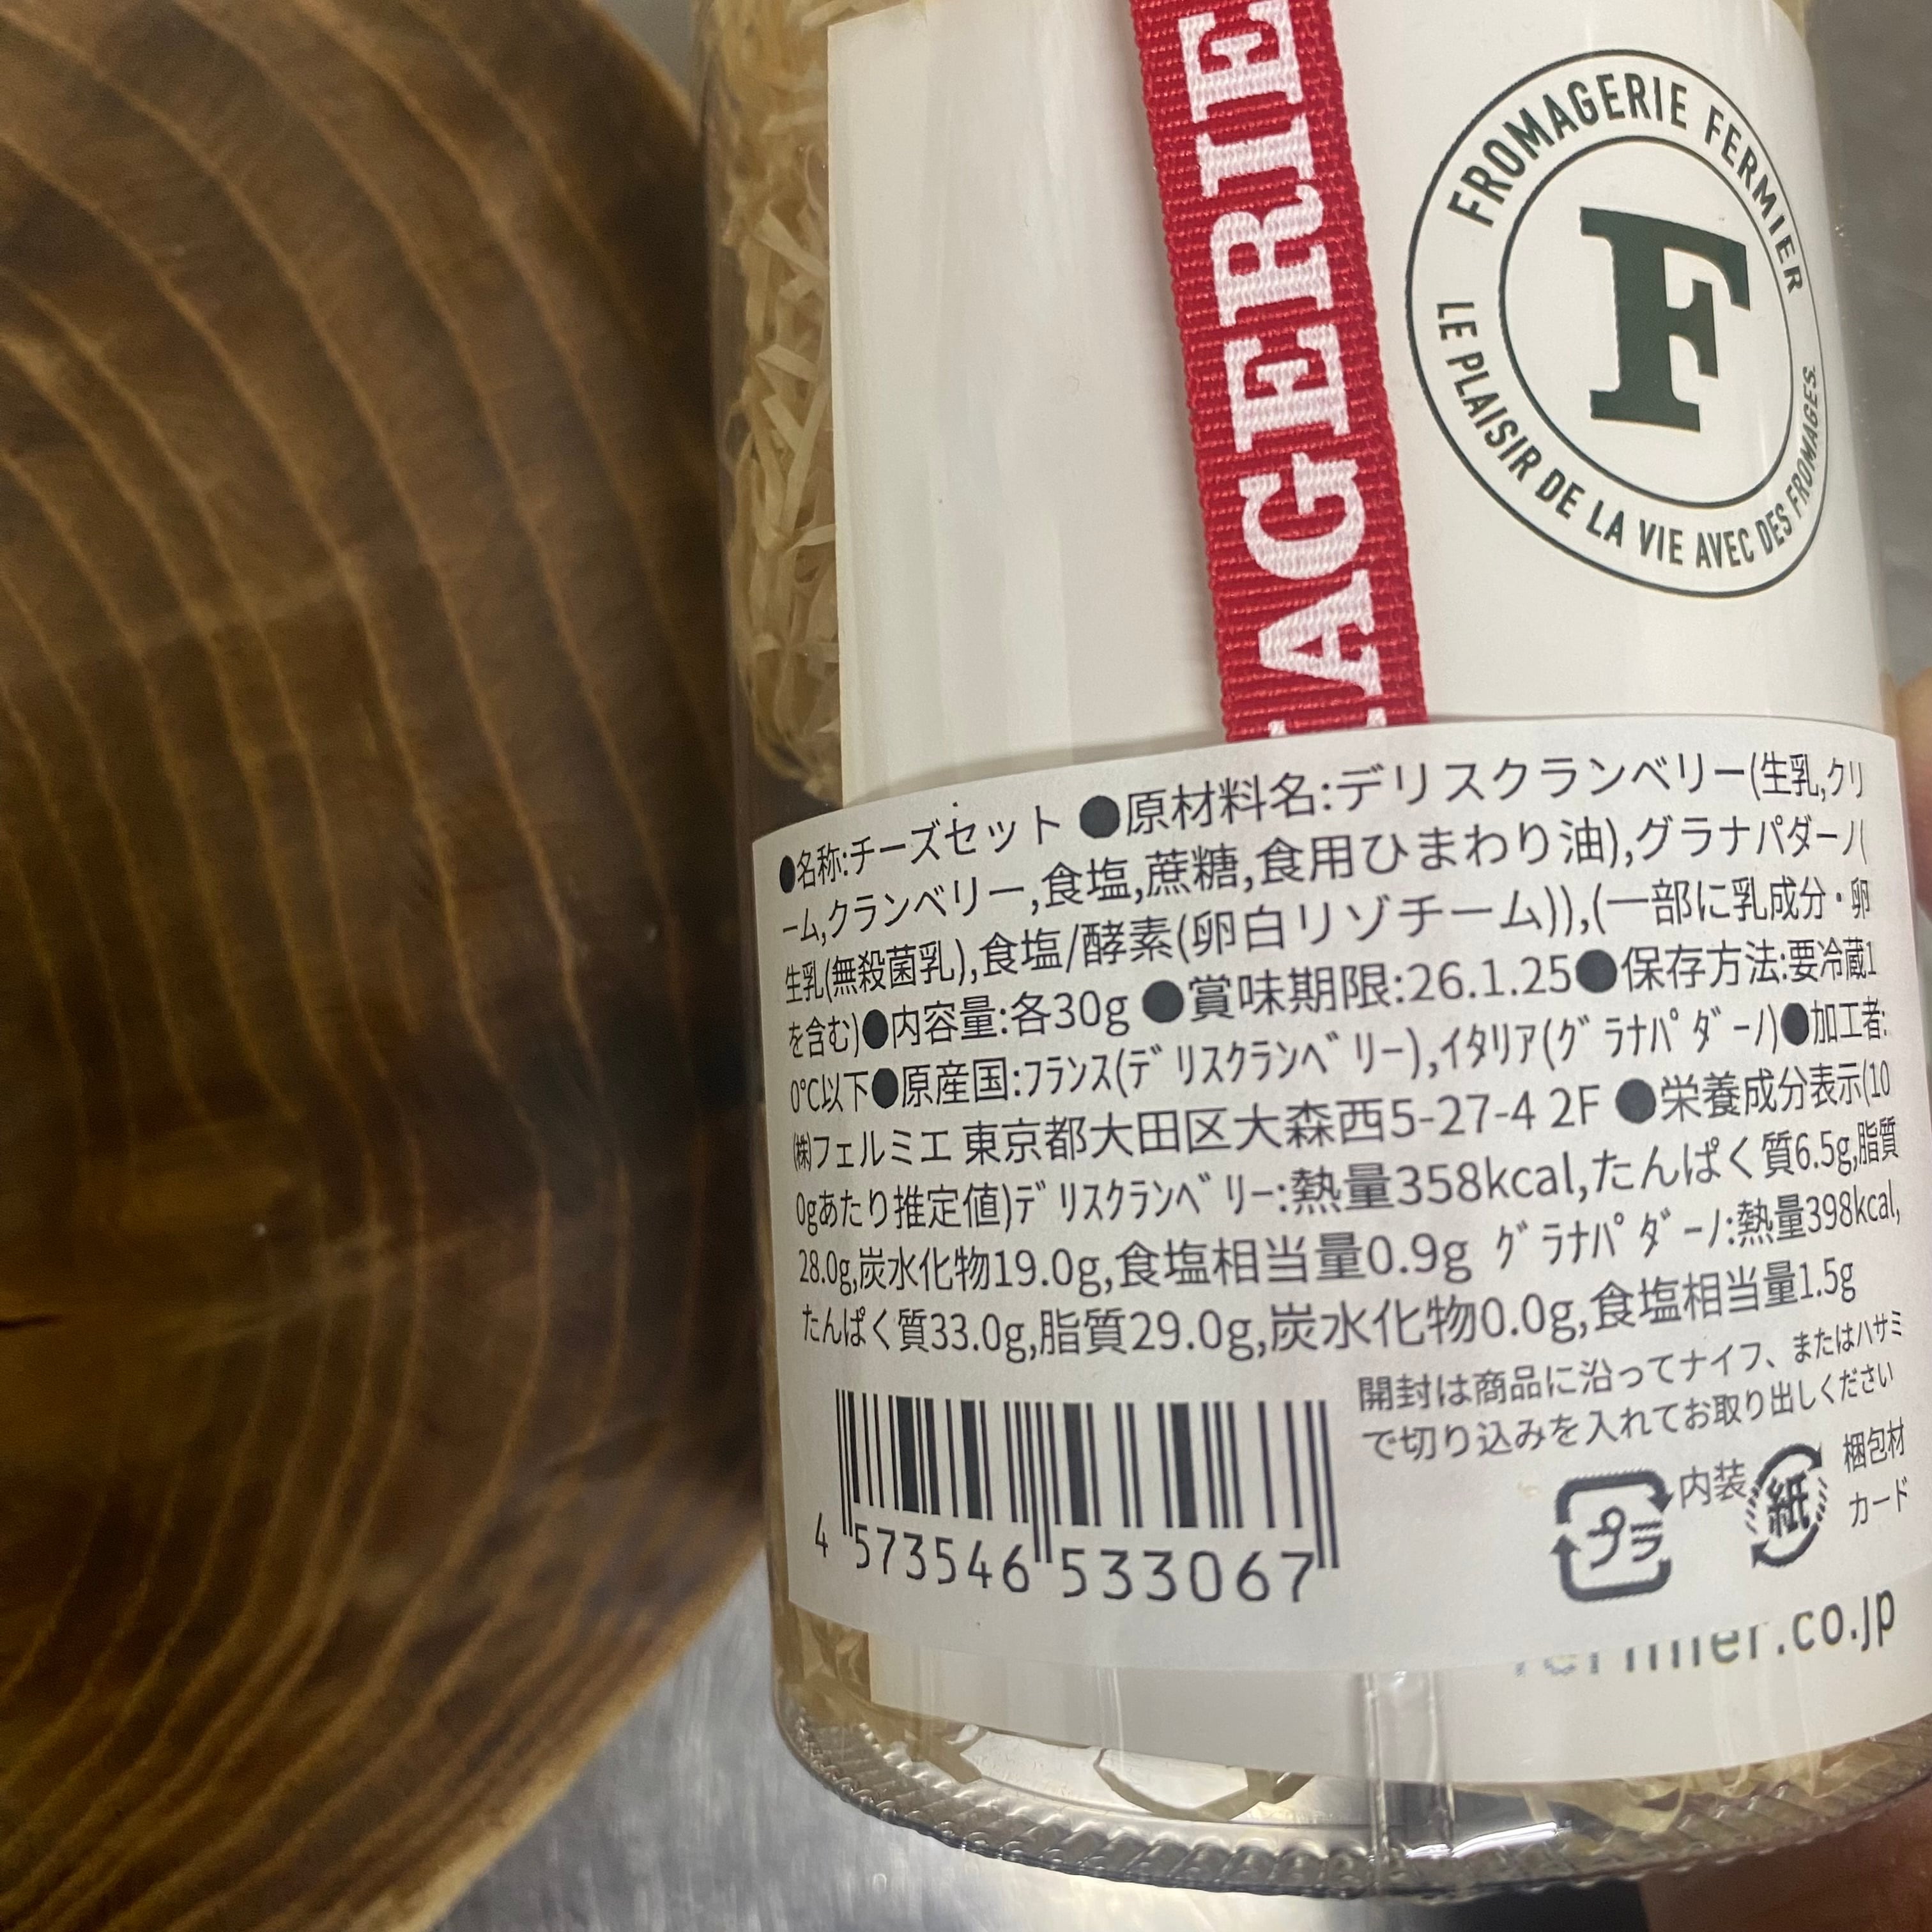 AGERIE
FROMAGERIE FERMIER
F
LE PLAISIR DE LA VIE AVEC DES FROMAGES.
●名称:チーズセット ●原材料名:デリスクランベリー(生乳,クリ
ーム,クランベリー,食塩,蔗糖,食用ひまわり油),グラナパダーノ(
生乳(無殺菌乳),食塩/酵素(卵白リゾチーム)),(一部に乳成分・卵
を含む)●内容量:各30g ●賞味期限:26.1.25●保存方法:要冷蔵1
0℃以下●原産国:ﾌﾗﾝｽ(ﾃﾞﾘｽｸﾗﾝﾍﾞﾘｰ),ｲﾀﾘｱ(ｸﾞﾗﾅﾊﾟﾀﾞｰﾉ)●加工者:
㈱フェルミエ 東京都大田区大森西5-27-4 2F ●栄養成分表示(10
0gあたり推定値)ﾃﾞﾘｽｸﾗﾝﾍﾞﾘｰ:熱量358kcal,たんぱく質6.5g,脂質
28.0g,炭水化物19.0g,食塩相当量0.9g ｸﾞﾗﾅﾊﾟﾀﾞｰﾉ:熱量398kcal,
たんぱく質33.0g,脂質29.0g,炭水化物0.0g,食塩相当量1.5g
開封は商品に沿ってナイフ、またはハサミ
で切り込みを入れてお取り出しください
プラ 内装 紙 梱包材
カード
4 573546 533067
fermier.co.jp